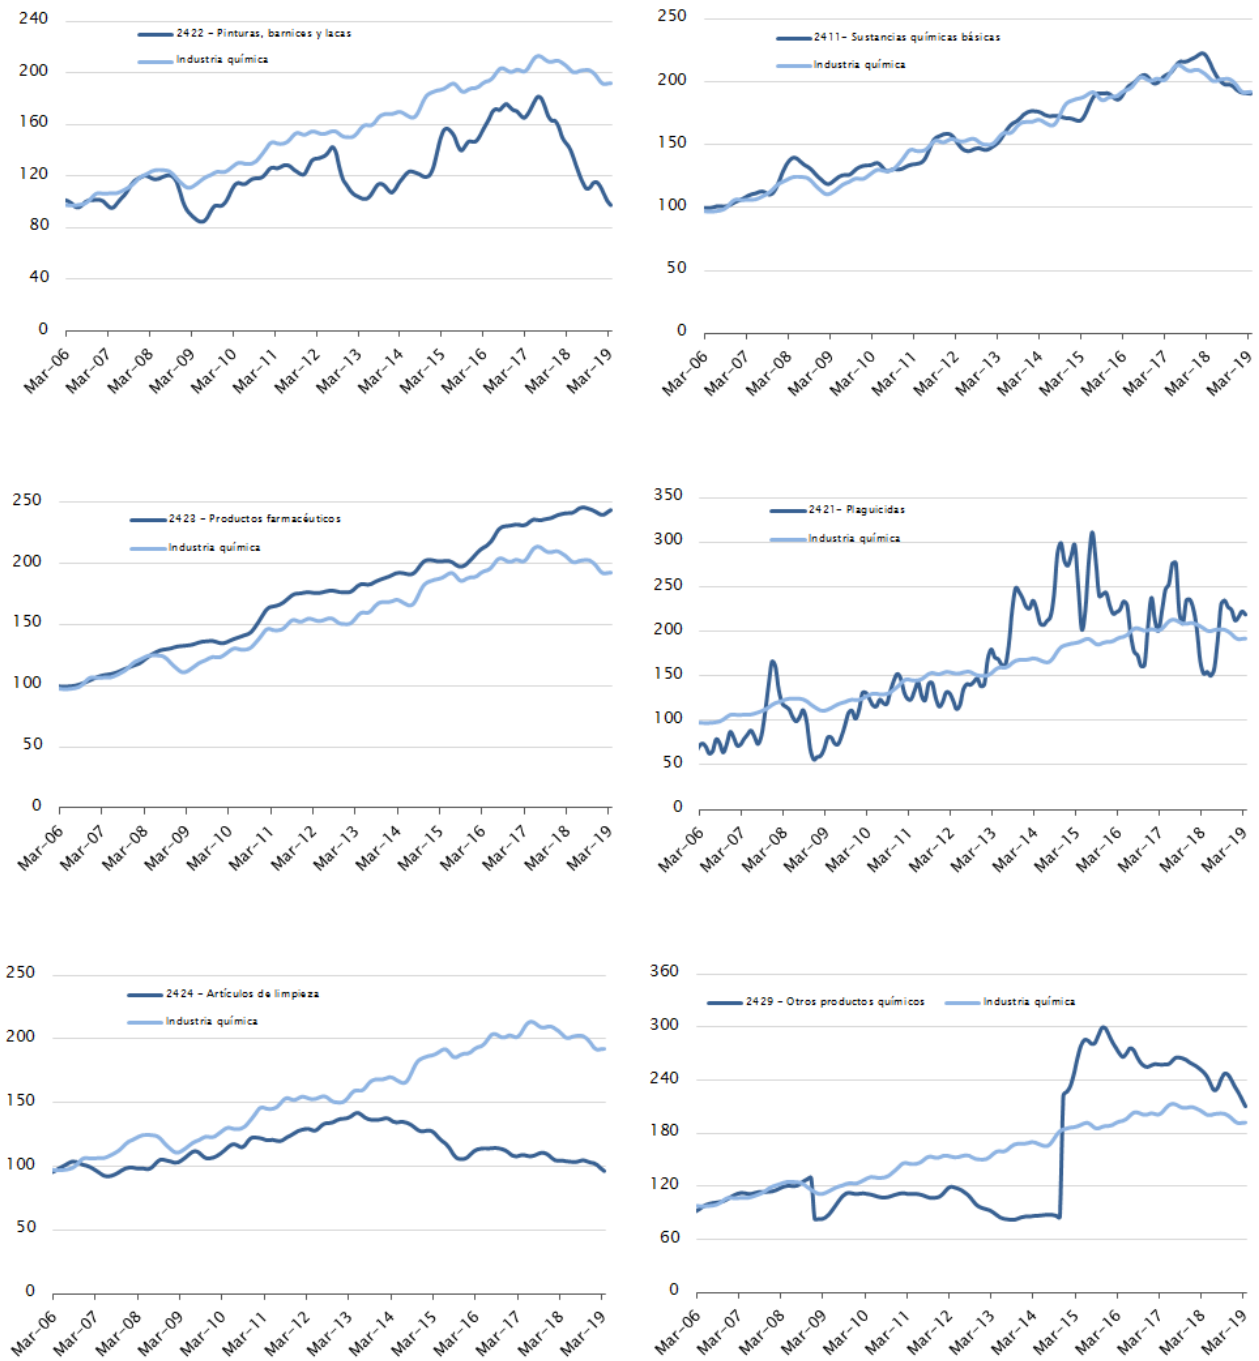 240
200
160
120
80
40
0
2422 – Pinturas, barnices y lacas
Industria química
Mar-06
Mar-07
Mar-08
Mar-09
Mar-10
Mar-11
Mar-12
Mar-13
Mar-14
Mar-15
Mar-16
Mar-17
Mar-18
Mar-19
250
200
150
100
50
0
2411– Sustancias químicas básicas
Industria química
Mar-06
Mar-07
Mar-08
Mar-09
Mar-10
Mar-11
Mar-12
Mar-13
Mar-14
Mar-15
Mar-16
Mar-17
Mar-18
Mar-19
250
200
150
100
50
0
2423 – Productos farmacéuticos
Industria química
Mar-06
Mar-07
Mar-08
Mar-09
Mar-10
Mar-11
Mar-12
Mar-13
Mar-14
Mar-15
Mar-16
Mar-17
Mar-18
Mar-19
350
300
250
200
150
100
50
0
2421– Plaguicidas
Industria química
Mar-06
Mar-07
Mar-08
Mar-09
Mar-10
Mar-11
Mar-12
Mar-13
Mar-14
Mar-15
Mar-16
Mar-17
Mar-18
Mar-19
250
200
150
100
50
0
2424 – Artículos de limpieza
Industria química
Mar-06
Mar-07
Mar-08
Mar-09
Mar-10
Mar-11
Mar-12
Mar-13
Mar-14
Mar-15
Mar-16
Mar-17
Mar-18
Mar-19
360
300
240
180
120
60
0
2429 – Otros productos químicos
Industria química
Mar-06
Mar-07
Mar-08
Mar-09
Mar-10
Mar-11
Mar-12
Mar-13
Mar-14
Mar-15
Mar-16
Mar-17
Mar-18
Mar-19